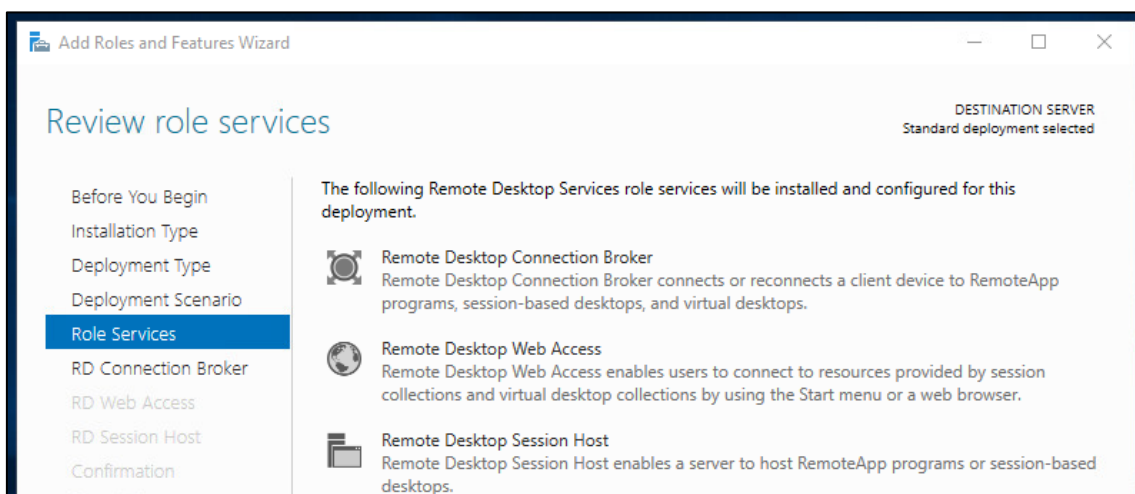 Add Roles and Features Wizard
Review role services
DESTINATION SERVER
Standard deployment selected
Before You Begin
Installation Type
Deployment Type
Deployment Scenario
Role Services
RD Connection Broker
RD Web Access
RD Session Host
Confirmation
The following Remote Desktop Services role services will be installed and configured for this
deployment.
Remote Desktop Connection Broker
Remote Desktop Connection Broker connects or reconnects a client device to RemoteApp
programs, session-based desktops, and virtual desktops.
Remote Desktop Web Access
Remote Desktop Web Access enables users to connect to resources provided by session
collections and virtual desktop collections by using the Start menu or a web browser.
Remote Desktop Session Host
Remote Desktop Session Host enables a server to host RemoteApp programs or session-based
desktops.